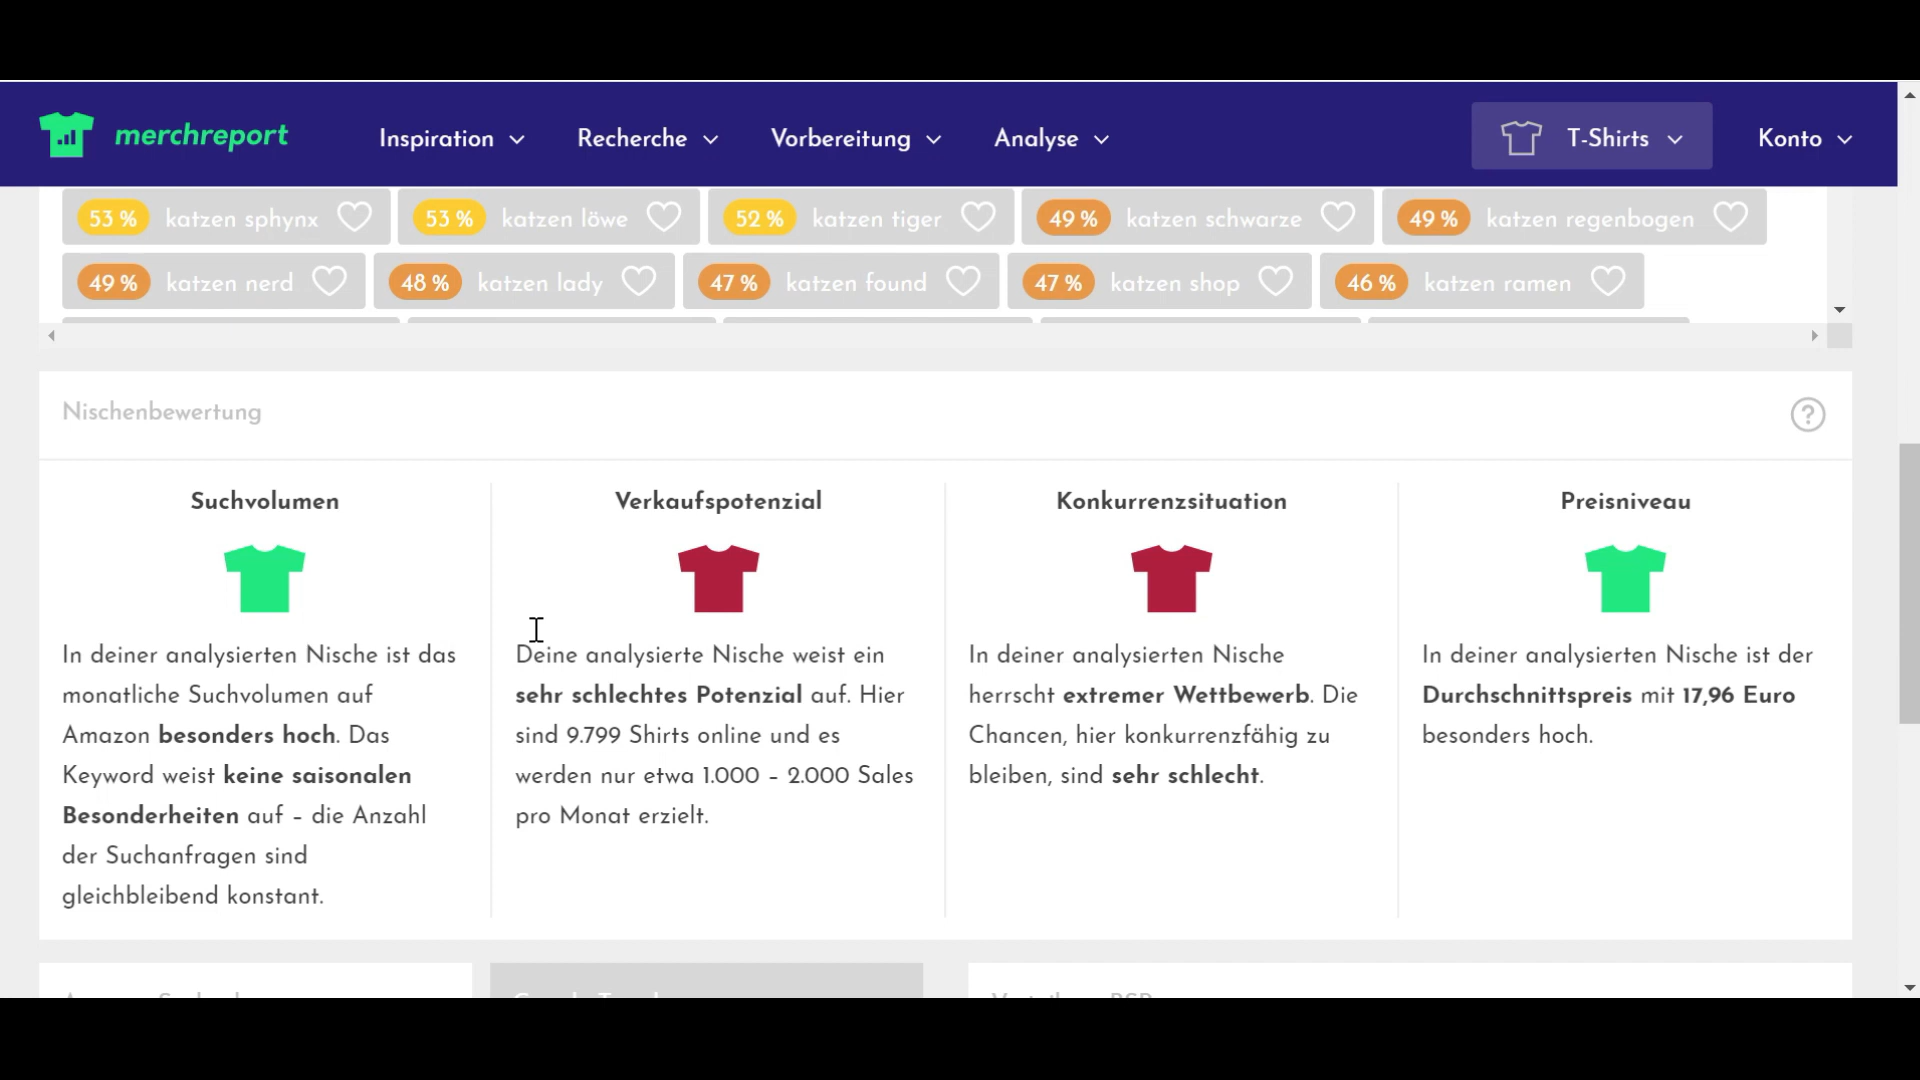 merchreport
Inspiration
Recherche
Vorbereitung
Analyse
T-Shirts
Konto
53 % katzen sphynx
53 % katzen löwe
52 % katzen tiger
49 % katzen schwarze
49 % katzen regenbogen
49 % katzen nerd
48 % katzen lady
47 % katzen found
47 % katzen shop
46 % katzen ramen
Nischenbewertung
?
Suchvolumen
In deiner analysierten Nische ist das
monatliche Suchvolumen auf
Amazon besonders hoch. Das
Keyword weist keine saisonalen
Besonderheiten auf – die Anzahl
der Suchanfragen sind
gleichbleibend konstant.
Verkaufspotenzial
Deine analysierte Nische weist ein
sehr schlechtes Potenzial auf. Hier
sind 9.799 Shirts online und es
werden nur etwa 1.000 – 2.000 Sales
pro Monat erzielt.
Konkurrenzsituation
In deiner analysierten Nische
herrscht extremer Wettbewerb. Die
Chancen, hier konkurrenzfähig zu
bleiben, sind sehr schlecht.
Preisniveau
In deiner analysierten Nische ist der
Durchschnittspreis mit 17,96 Euro
besonders hoch.